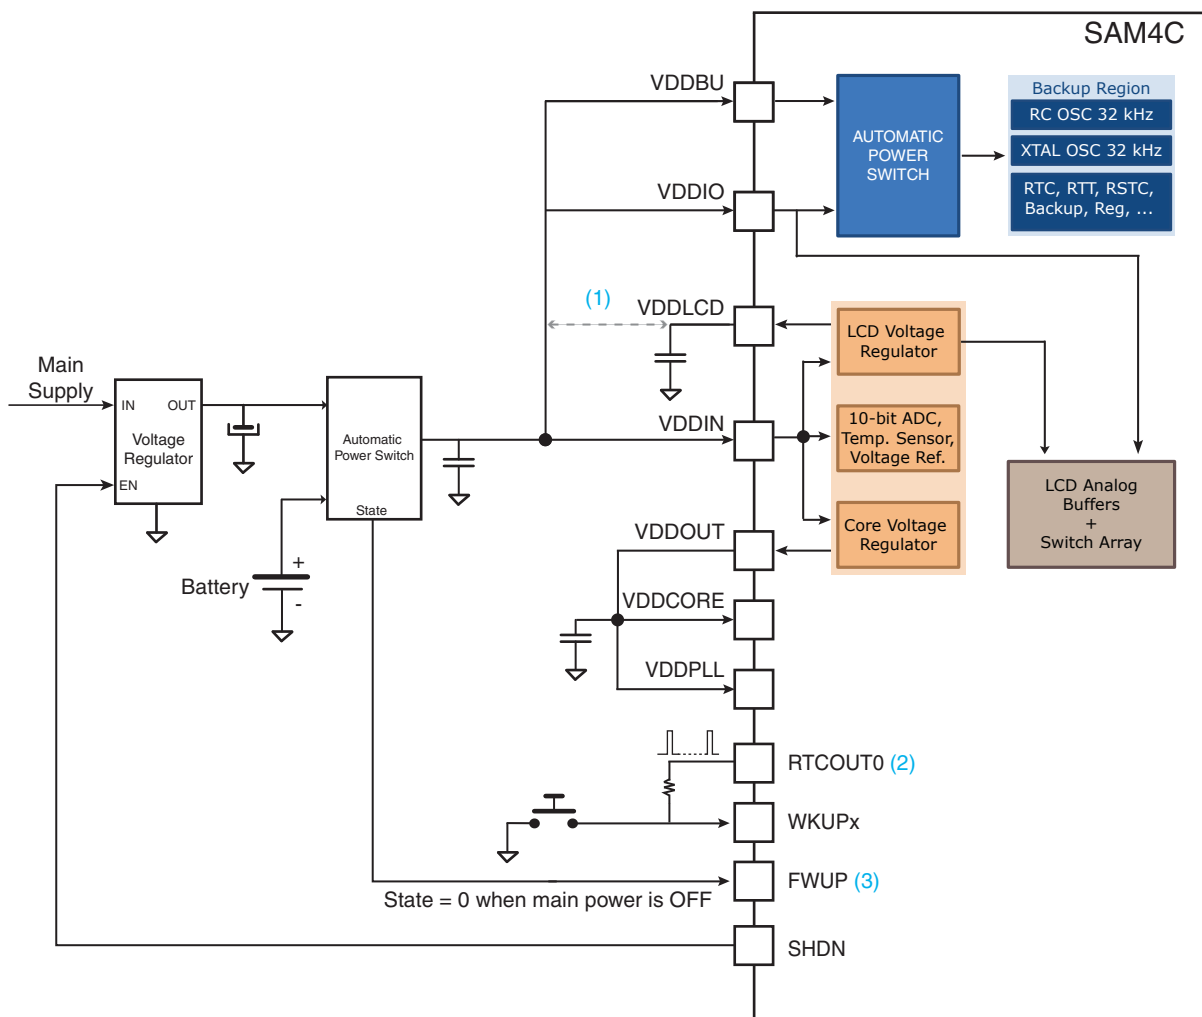 SAM4C
VDDBU
AUTOMATIC
POWER
SWITCH
Backup Region
RC OSC 32 kHz
XTAL OSC 32 kHz
RTC, RTT, RSTC,
Backup, Reg, ...
VDDIO
(1)
VDDLCD
LCD Voltage
Regulator
Main
Supply
IN
OUT
Voltage
Regulator
EN
Automatic
Power Switch
State
VDDIN
10-bit ADC,
Temp. Sensor,
Voltage Ref.
LCD Analog
Buffers
+
Switch Array
Core Voltage
Regulator
VDDOUT
Battery
+
-
VDDCORE
VDDPLL
RTCOUT0 (2)
WKUPx
FWUP (3)
State = 0 when main power is OFF
SHDN